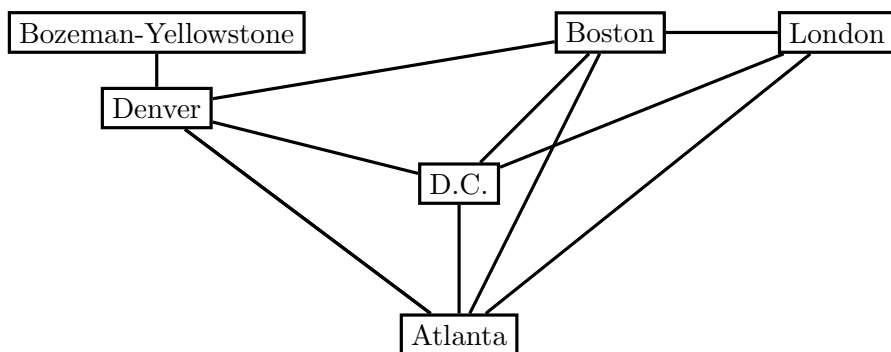 Bozeman-Yellowstone
Boston
London
Denver
D.C.
Atlanta